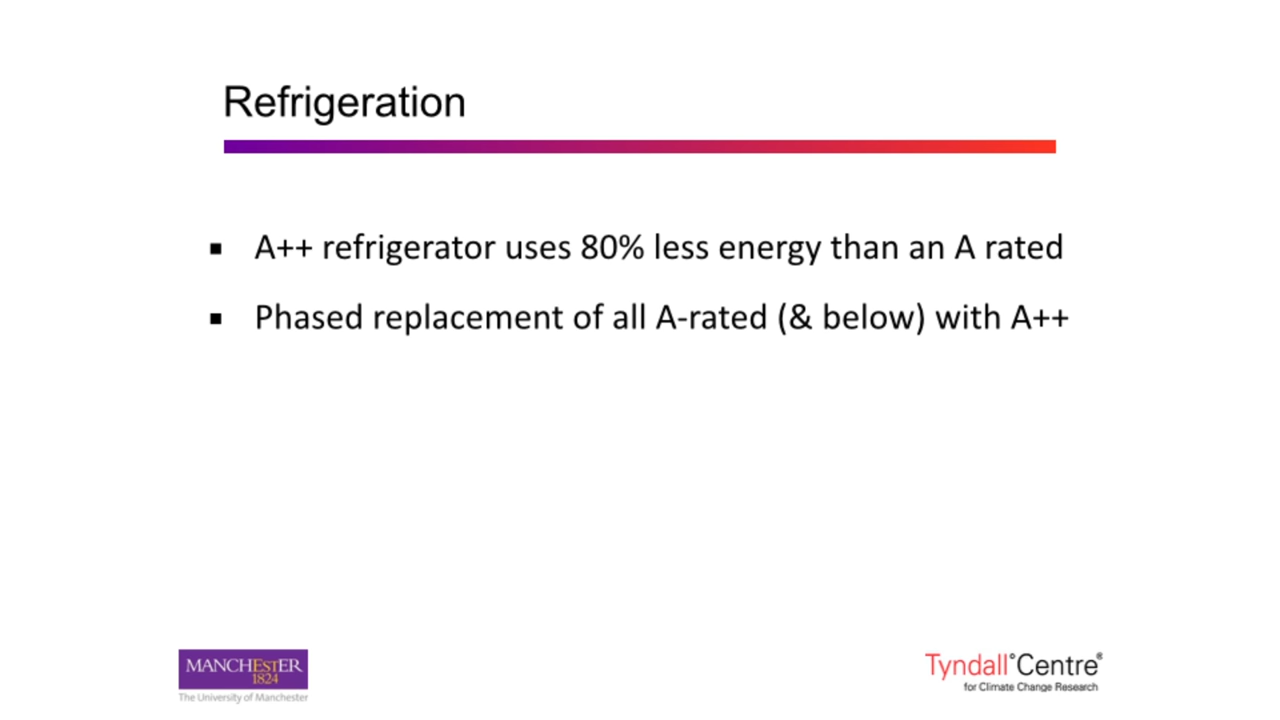 Refrigeration
▪ A++ refrigerator uses 80% less energy than an A rated
▪ Phased replacement of all A-rated (& below) with A++
MANCHESTER
1824
The University of Manchester
Tyndall°Centre®
for Climate Change Research